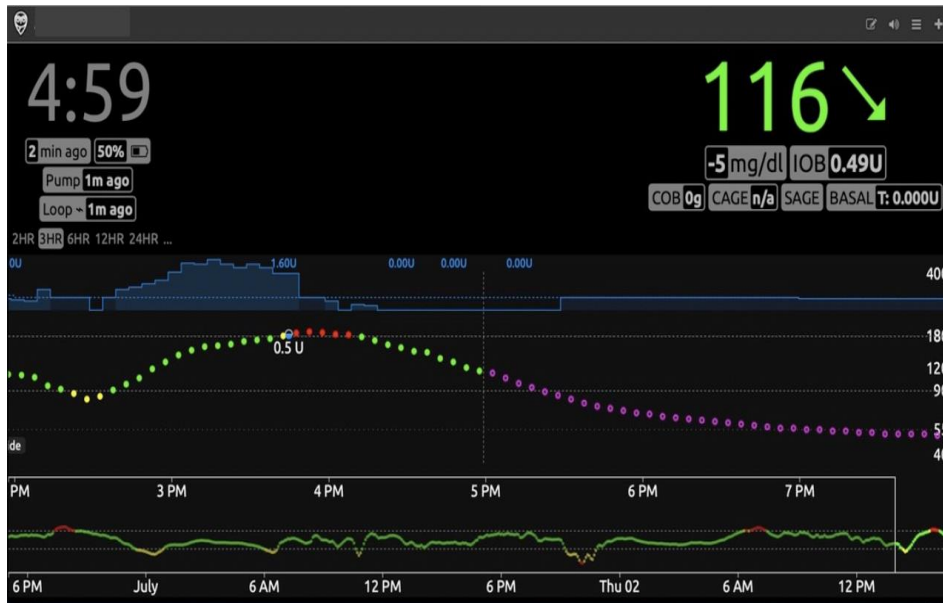 4:59
116
2 min ago 50%
-5 mg/dl IOB 0.49U
Pump 1m ago
COB 0g CAGE n/a SAGE BASAL T: 0.000U
Loop ~ 1m ago
2HR 3HR 6HR 12HR 24HR ...
0U 1.60U 0.00U 0.00U 0.00U
400
180
0.5 U
120
90
55
de
40
PM 3 PM 4 PM 5 PM 6 PM 7 PM
6 PM July 6 AM 12 PM 6 PM Thu 02 6 AM 12 PM